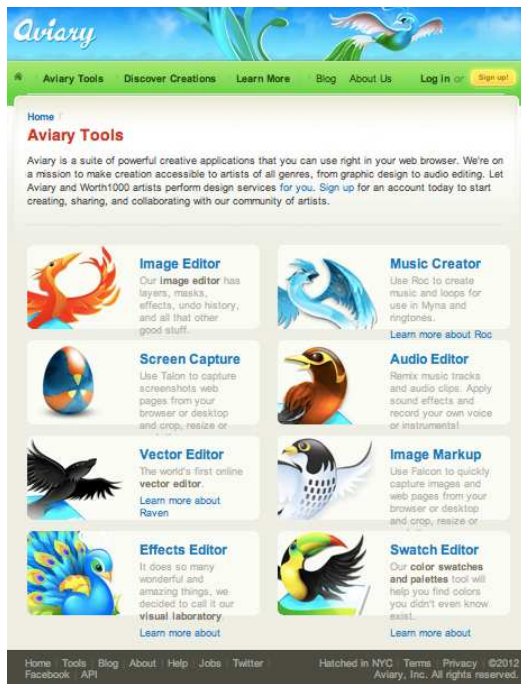 Aviary
Aviary Tools Discover Creations Learn More Blog About Us Log in or Sign up!
Home /
Aviary Tools
Aviary is a suite of powerful creative applications that you can use right in your web browser. We're on
a mission to make creation accessible to artists of all genres, from graphic design to audio editing. Let
Aviary and Worth1000 artists perform design services for you. Sign up for an account today to start
creating, sharing, and collaborating with our community of artists.
Image Editor
Our image editor has
layers, masks,
effects, undo history,
and all that other
good stuff.
Music Creator
Use Roc to create
music and loops for
use in Myna and
ringtones.
Learn more about Roc
Screen Capture
Use Talon to capture
screenshots web
pages from your
browser or desktop
and crop, resize or
Audio Editor
Remix music tracks
and audio clips. Apply
sound effects and
record your own voice
or instruments!
Vector Editor
The world's first online
vector editor.
Learn more about
Raven
Image Markup
Use Falcon to quickly
capture images and
web pages from your
browser or desktop
and crop, resize or
Effects Editor
It does so many
wonderful and
amazing things, we
decided to call it our
visual laboratory
Learn more about
Swatch Editor
Our color swatches
and palettes tool will
help you find colors
you didn't even know
exist.
Learn more about
Home Tools Blog About Help Jobs Twitter
Facebook API
Hatched in NYC Terms Privacy ©2012
Aviary, Inc. All rights reserved.